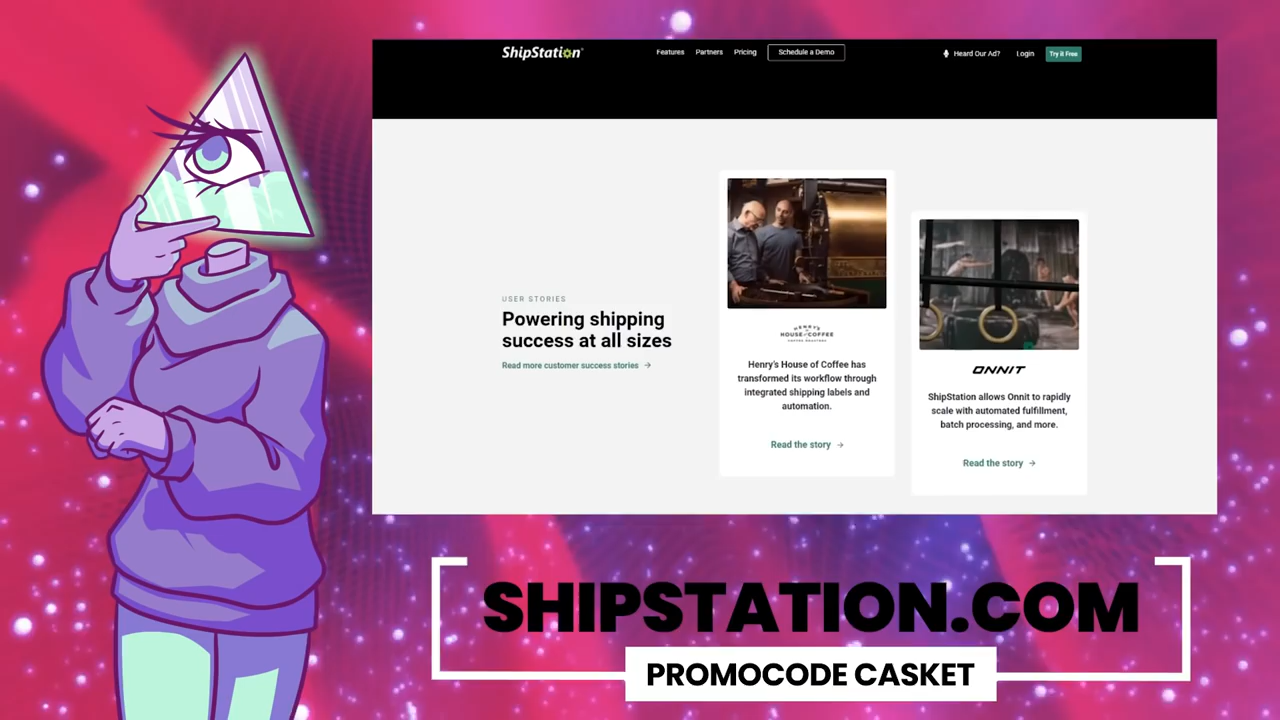 ShipStation
Features Partners Pricing Schedule a Demo Heard Our Ad? Login Try it Free
USER STORIES
Powering shipping
success at all sizes
Read more customer success stories →
HENRY'S
HOUSE OF COFFEE
COFFEE ROASTERS
Henry's House of Coffee has
transformed its workflow through
integrated shipping labels and
automation.
Read the story →
ONNIT
ShipStation allows Onnit to rapidly
scale with automated fulfillment,
batch processing, and more.
Read the story →
SHIPSTATION.COM
PROMOCODE CASKET